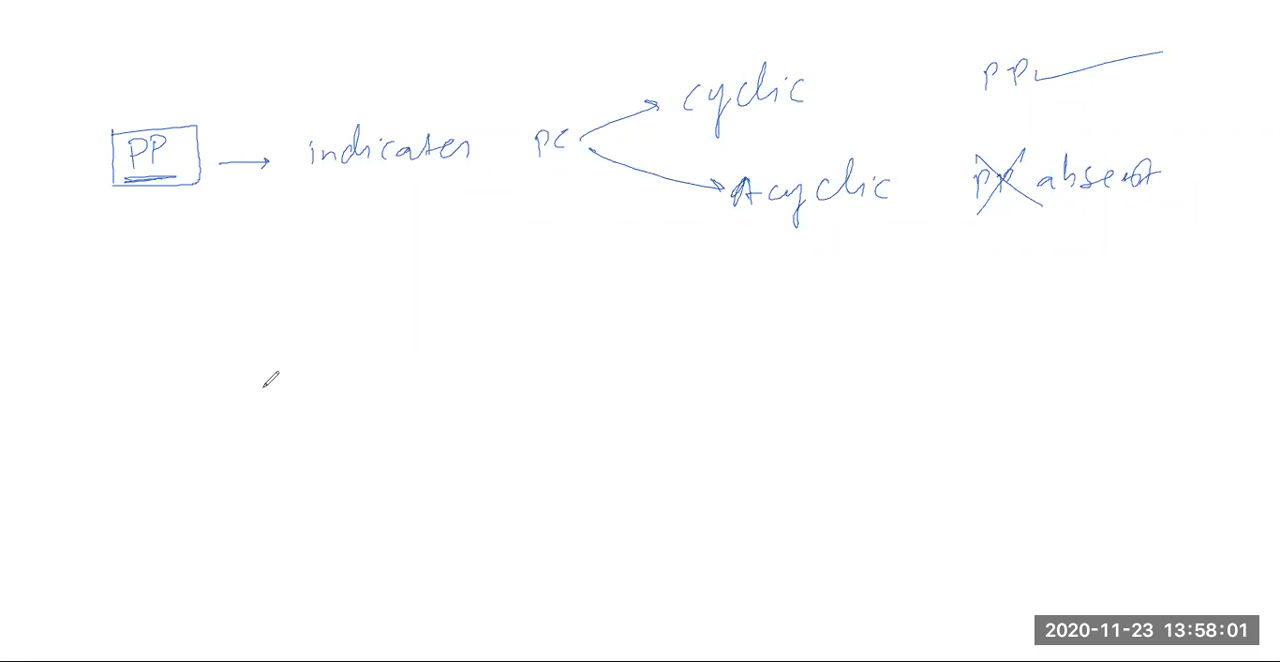 cyclic PP ✓
PP → indicates PC
Acyclic PP absent
2020-11-23 13:58:01